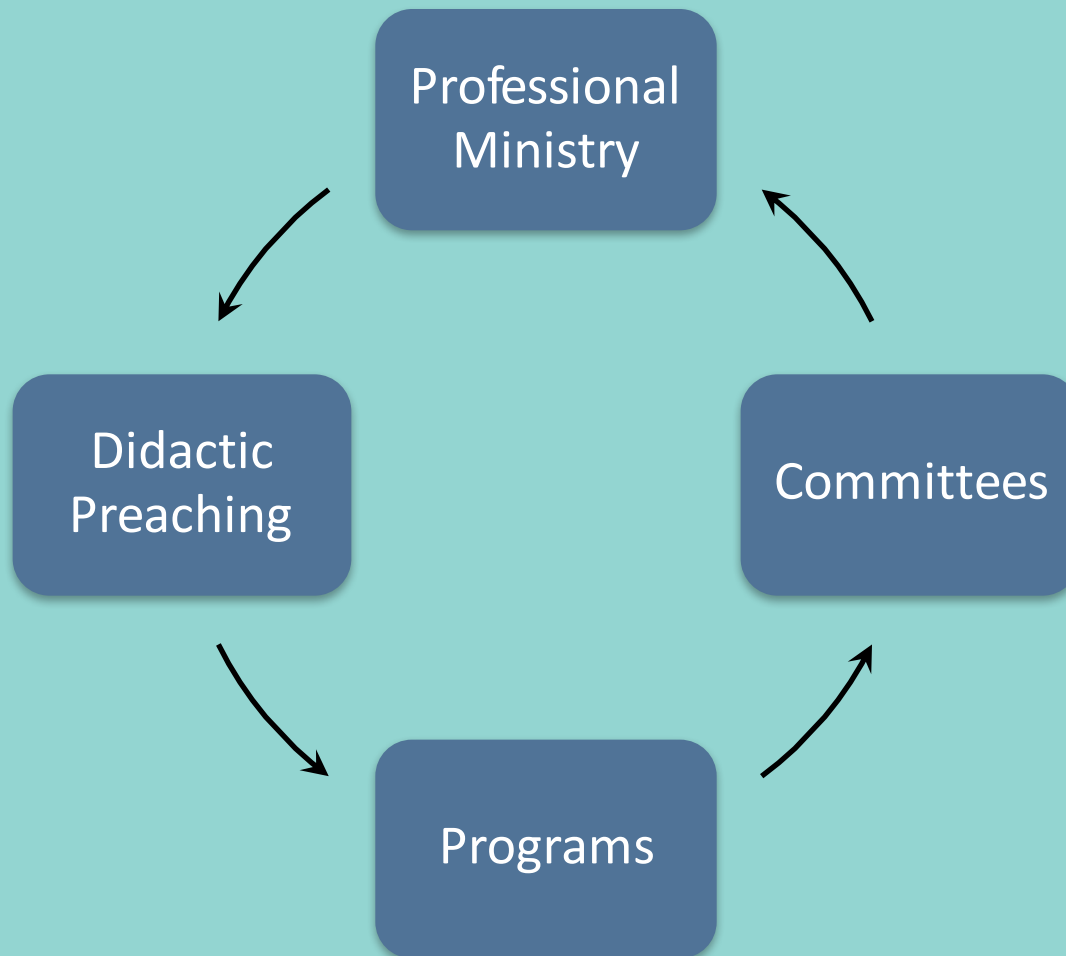 Professional
Ministry
Didactic
Preaching
Committees
Programs